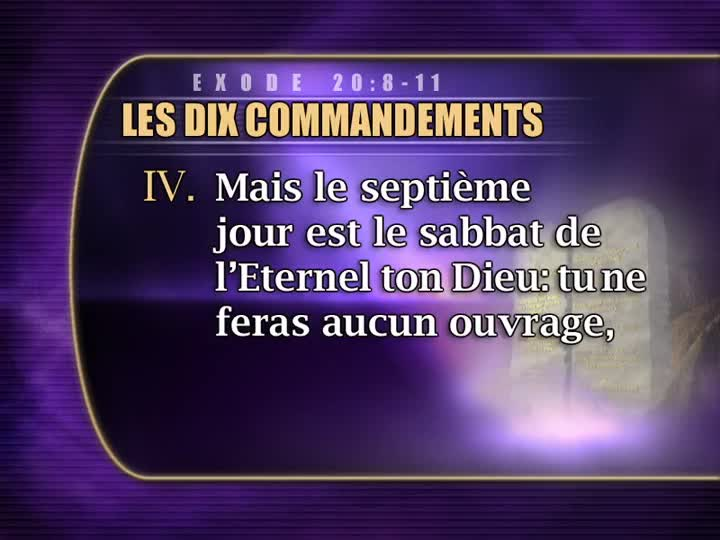 EXODE 20:8-11
LES DIX COMMANDEMENTS
IV. Mais le septième
jour est le sabbat de
l'Eternel ton Dieu: tu ne
feras aucun ouvrage,